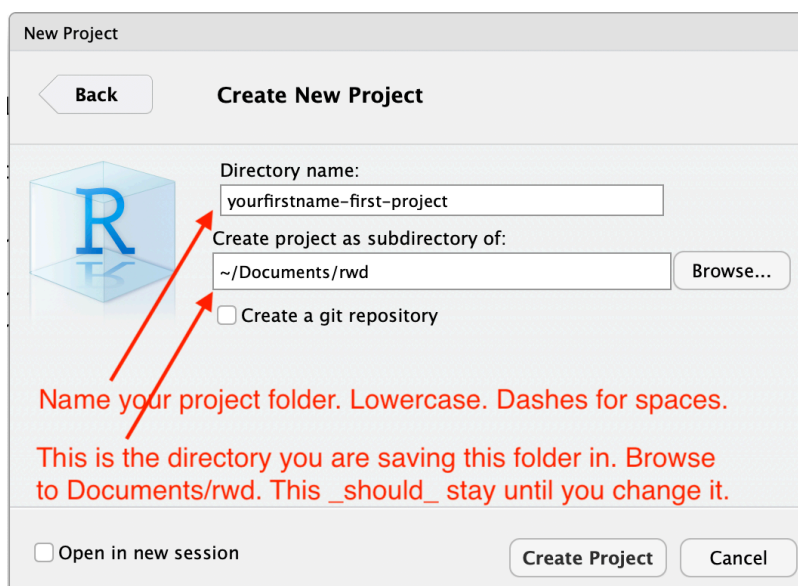 New Project
Back
Create New Project
R
Directory name:
yourfirstname-first-project
Create project as subdirectory of:
~/Documents/rwd
Browse...
Create a git repository
Name your project folder. Lowercase. Dashes for spaces.
This is the directory you are saving this folder in. Browse
to Documents/rwd. This _should_ stay until you change it.
Open in new session
Create Project
Cancel